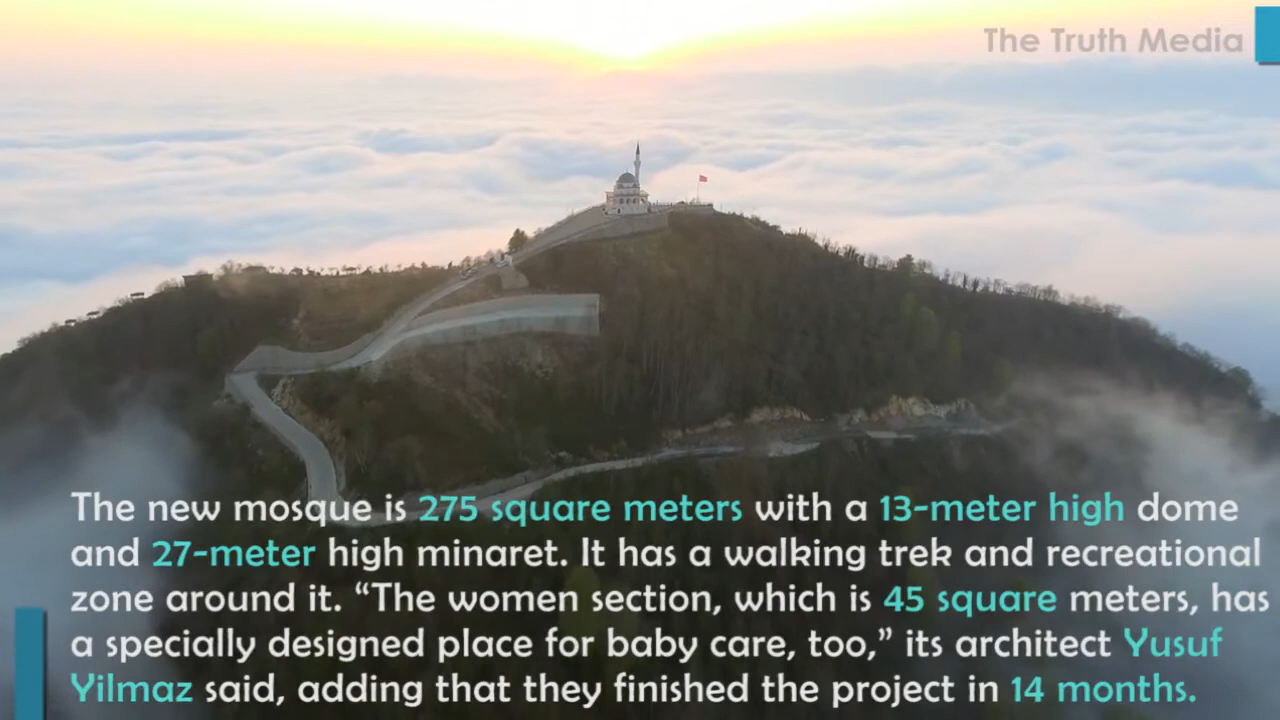 The Truth Media
The new mosque is 275 square meters with a 13-meter high dome
and 27-meter high minaret. It has a walking trek and recreational
zone around it. “The women section, which is 45 square meters, has
a specially designed place for baby care, too,” its architect Yusuf
Yilmaz said, adding that they finished the project in 14 months.